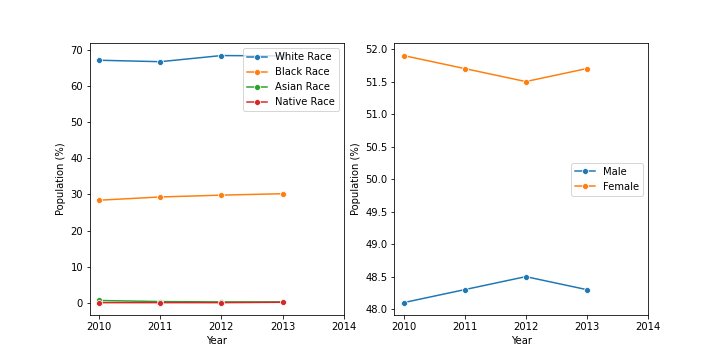 70
60
50
40
30
20
10
0
Population (%)
2010 2011 2012 2013 2014
Year
White Race
Black Race
Asian Race
Native Race
52.0
51.5
51.0
50.5
50.0
49.5
49.0
48.5
48.0
Population (%)
2010 2011 2012 2013 2014
Year
Male
Female